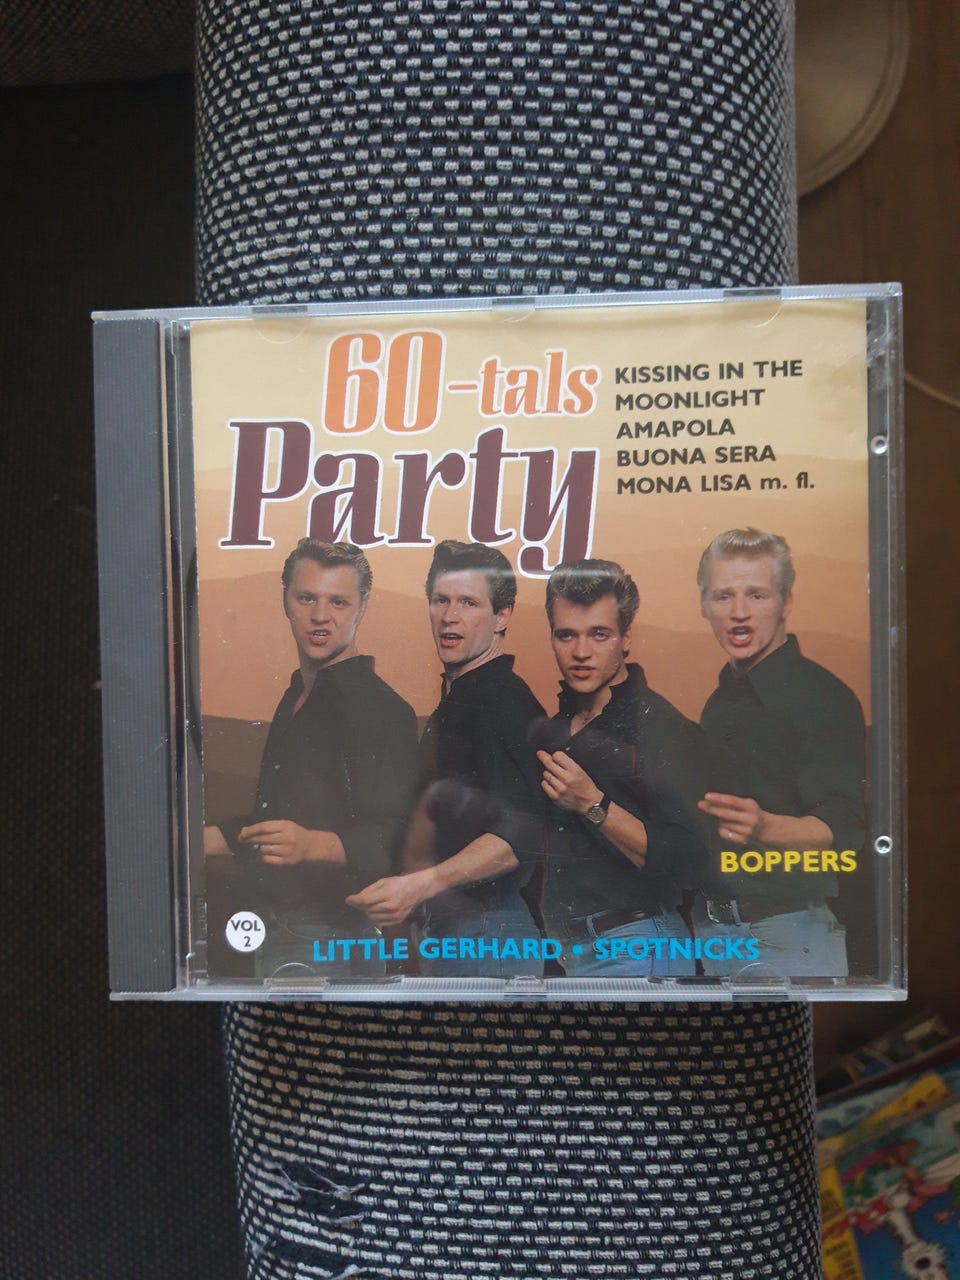 60-tals
Party
KISSING IN THE
MOONLIGHT
AMAPOLA
BUONA SERA
MONA LISA m. fl.
BOPPERS
VOL
2
LITTLE GERHARD • SPOTNICKS